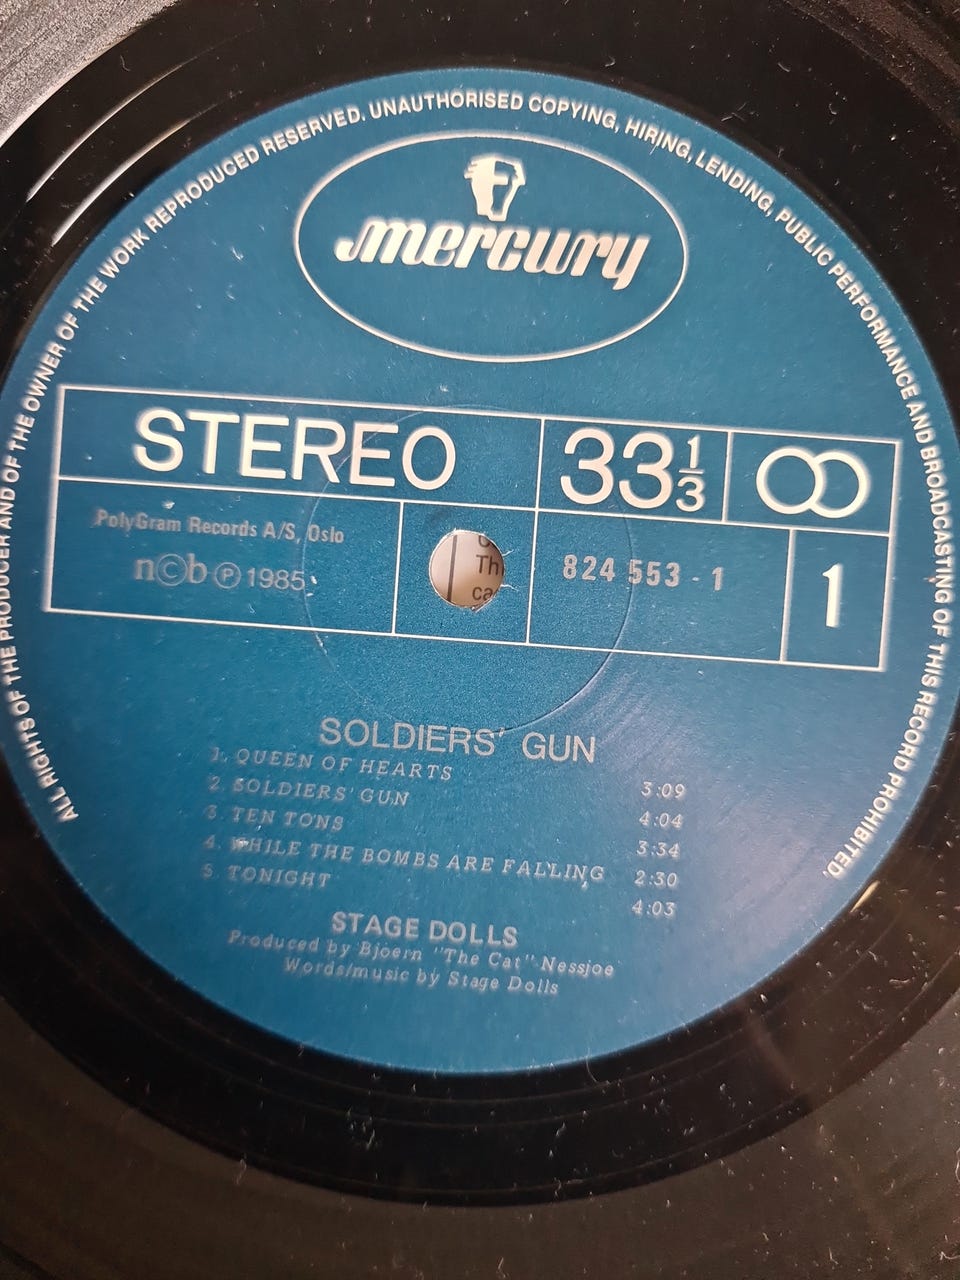 ALL RIGHTS OF THE PRODUCER AND OF THE OWNER OF THE WORK REPRODUCED RESERVED. UNAUTHORISED COPYING, HIRING, LENDING, PUBLIC PERFORMANCE AND BROADCASTING OF THIS RECORD PROHIBITED.
mercury
STEREO 33 1/3
PolyGram Records A/S, Oslo
n©b ℗ 1985
Th
ca
824 553 - 1
1
SOLDIERS' GUN
1. QUEEN OF HEARTS 3:09
2. SOLDIERS' GUN 4:04
3. TEN TONS 3:34
4. WHILE THE BOMBS ARE FALLING 2:30
5. TONIGHT 4:03
STAGE DOLLS
Produced by Bjoern "The Cat" Nessjoe
Words/music by Stage Dolls